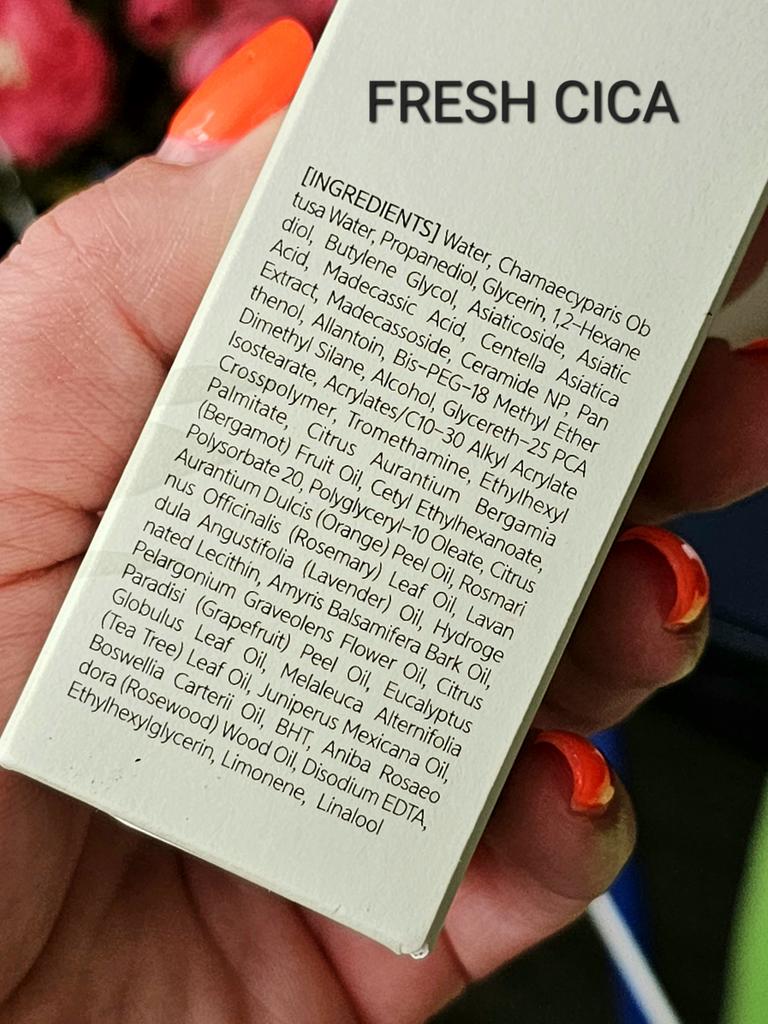 FRESH CICA
[INGREDIENTS] Water, Chamaecyparis Ob
tusa Water, Propanediol, Glycerin, 1,2-Hexane
diol, Butylene Glycol, Asiaticoside, Asiatic
Acid, Madecassic Acid, Centella Asiatica
Extract, Madecassoside, Ceramide NP, Pan
thenol, Allantoin, Bis-PEG-18 Methyl Ether
Dimethyl Silane, Alcohol, Glycereth-25 PCA
Isostearate, Acrylates/C10-30 Alkyl Acrylate
Crosspolymer, Tromethamine, Ethylhexyl
Palmitate, Citrus Aurantium Bergamia
(Bergamot) Fruit Oil, Cetyl Ethylhexanoate,
Polysorbate 20, Polyglyceryl-10 Oleate, Citrus
Aurantium Dulcis (Orange) Peel Oil, Rosmari
nus Officinalis (Rosemary) Leaf Oil, Lavan
dula Angustifolia (Lavender) Oil, Hydroge
nated Lecithin, Amyris Balsamifera Bark Oil,
Pelargonium Graveolens Flower Oil, Citrus
Paradisi (Grapefruit) Peel Oil, Eucalyptus
Globulus Leaf Oil, Melaleuca Alternifolia
(Tea Tree) Leaf Oil, Juniperus Mexicana Oil,
Boswellia Carterii Oil, BHT, Aniba Rosaeo
dora (Rosewood) Wood Oil, Disodium EDTA,
Ethylhexylglycerin, Limonene, Linalool